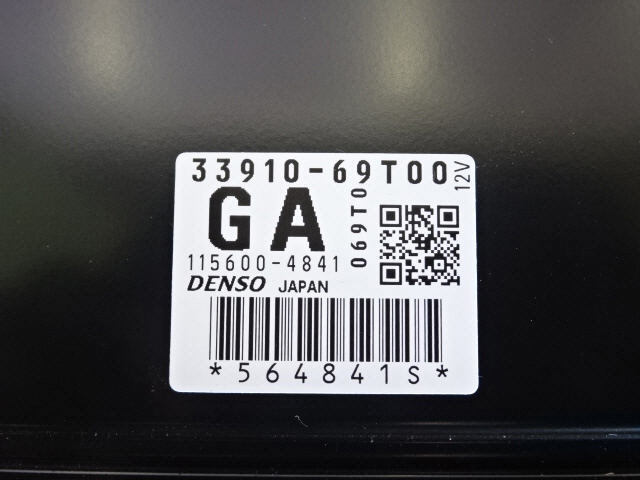 33910-69T00
12V
GA
069T0
115600-4841
DENSO JAPAN
*564841S*